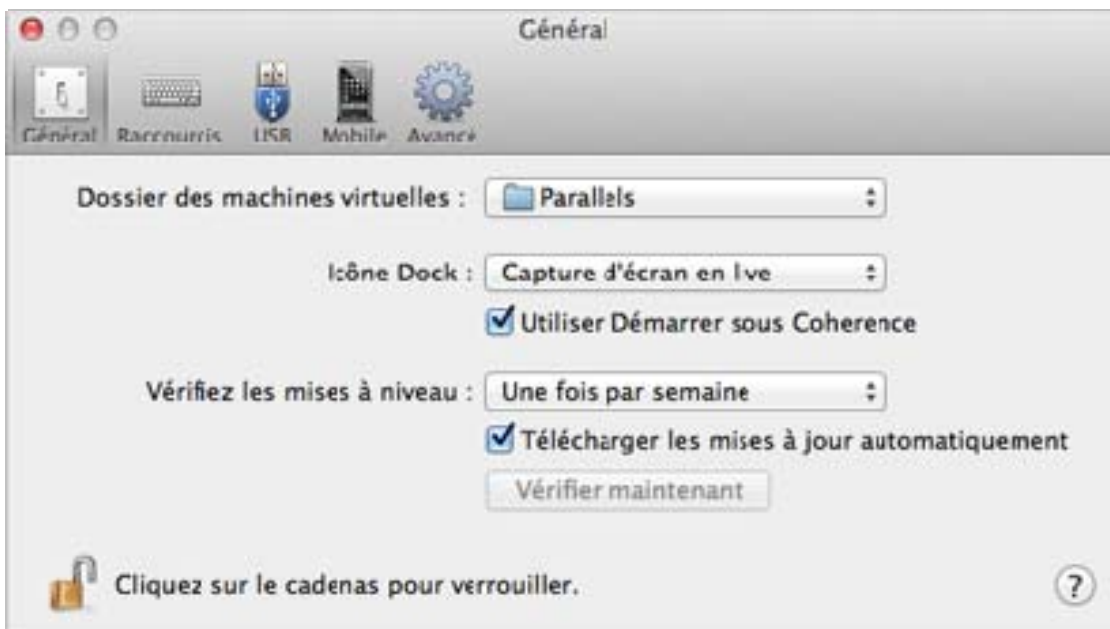 Général
Général Raccourcis USB Mobile Avancé
Dossier des machines virtuelles : Parallels
Icône Dock : Capture d'écran en live
Utiliser Démarrer sous Coherence
Vérifiez les mises à niveau : Une fois par semaine
Télécharger les mises à jour automatiquement
Vérifier maintenant
Cliquez sur le cadenas pour verrouiller.
?